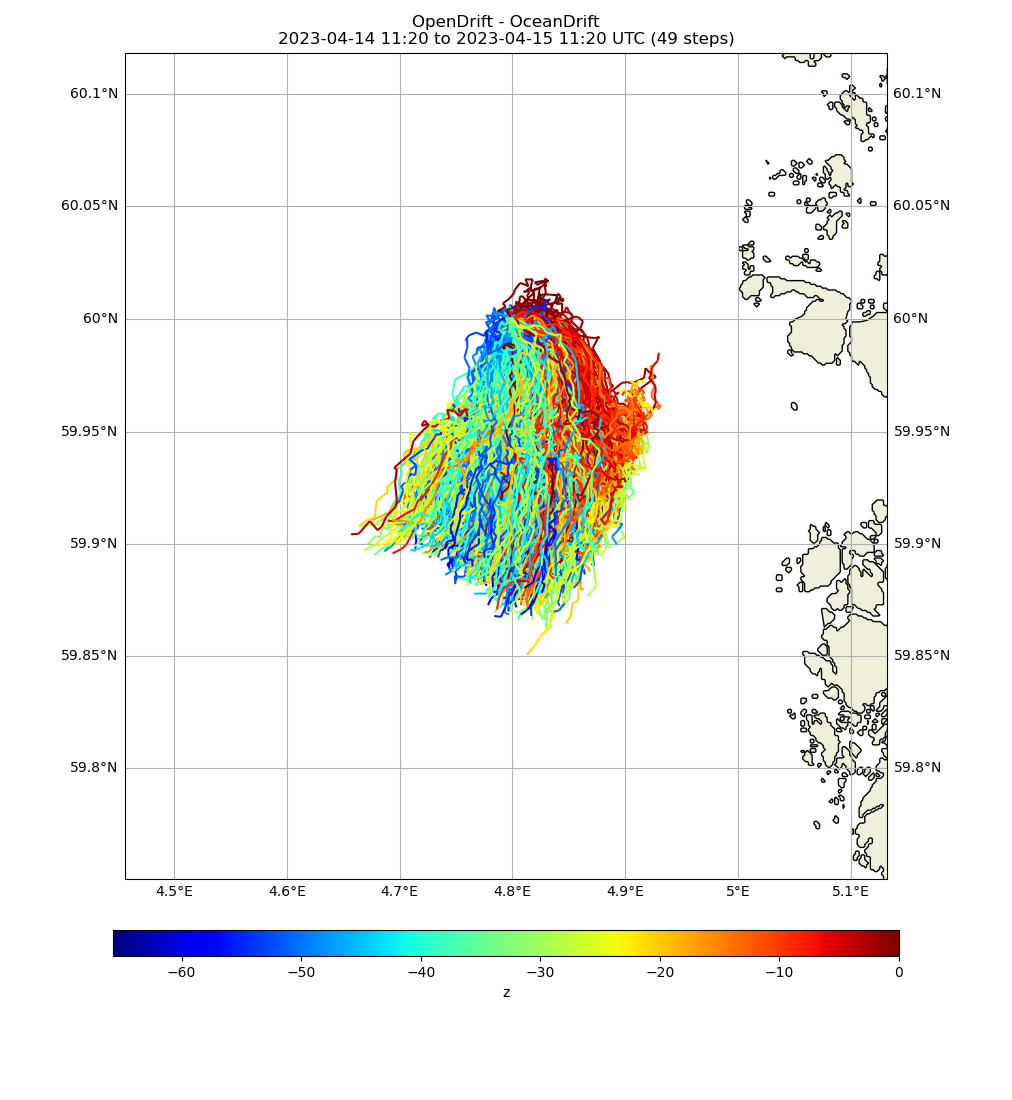 OpenDrift - OceanDrift
2023-04-14 11:20 to 2023-04-15 11:20 UTC (49 steps)
60.1°N 60.1°N
60.05°N 60.05°N
60°N 60°N
59.95°N 59.95°N
59.9°N 59.9°N
59.85°N 59.85°N
59.8°N 59.8°N
4.5°E 4.6°E 4.7°E 4.8°E 4.9°E 5°E 5.1°E
−60 −50 −40 −30 −20 −10 0
z